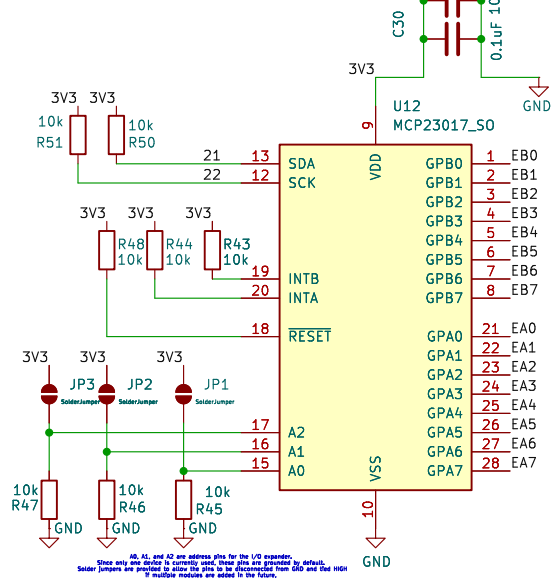 C30
0.1uF
10
3V3
GND
U12
MCP23017_SO
9
VDD
3V3 3V3
10k
R51
10k
R50
21
22
13 SDA
12 SCK
GPB0 1 EB0
GPB1 2 EB1
GPB2 3 EB2
GPB3 4 EB3
GPB4 5 EB4
GPB5 6 EB5
GPB6 7 EB6
GPB7 8 EB7
3V3 3V3 3V3
R48
10k
R44
10k
R43
10k
19 INTB
20 INTA
18 RESET
GPA0 21 EA0
GPA1 22 EA1
GPA2 23 EA2
GPA3 24 EA3
GPA4 25 EA4
GPA5 26 EA5
GPA6 27 EA6
GPA7 28 EA7
3V3 3V3 3V3
JP3
SolderJumper
JP2
SolderJumper
JP1
SolderJumper
17 A2
16 A1
15 A0
10k
R47
10k
R46
10k
R45
GND GND GND
VSS
10
GND
A0, A1, and A2 are address pins for the I/O expander.
Since only one device is currently used, these pins are grounded by default.
Solder jumpers are provided to allow the pins to be disconnected from GND and tied HIGH
if multiple modules are added in the future.